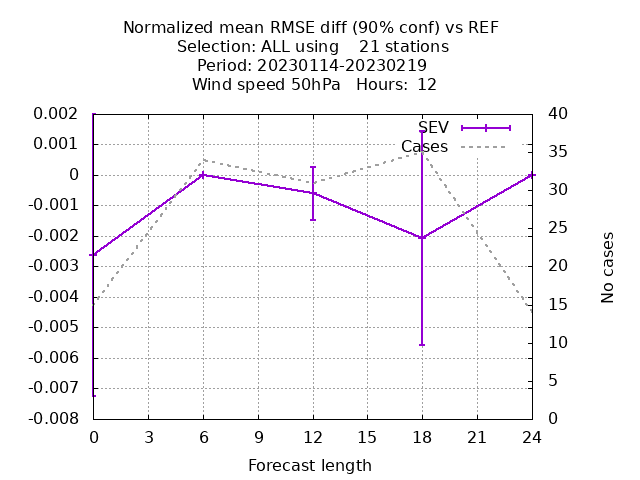 Normalized mean RMSE diff (90% conf) vs REF
Selection: ALL using    21 stations
Period: 20230114-20230219
Wind speed 50hPa   Hours:  12
SEV
Cases
0.002
0.001
0
-0.001
-0.002
-0.003
-0.004
-0.005
-0.006
-0.007
-0.008
40
35
30
25
20
15
10
5
0
No cases
0 3 6 9 12 15 18 21 24
Forecast length